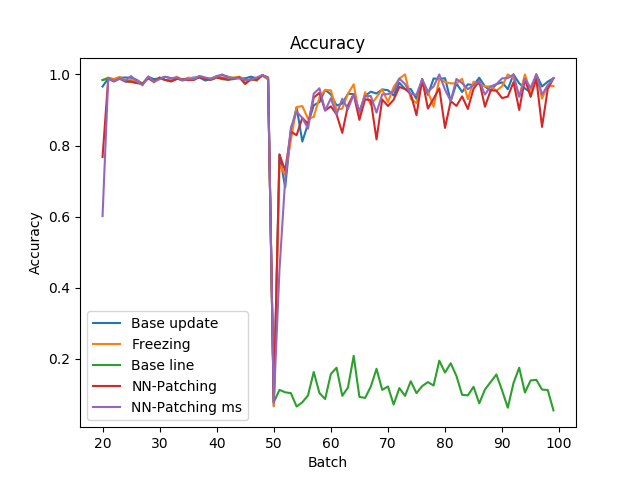 Accuracy
1.0
0.8
0.6
0.4
0.2
Accuracy
Base update
Freezing
Base line
NN-Patching
NN-Patching ms
20 30 40 50 60 70 80 90 100
Batch